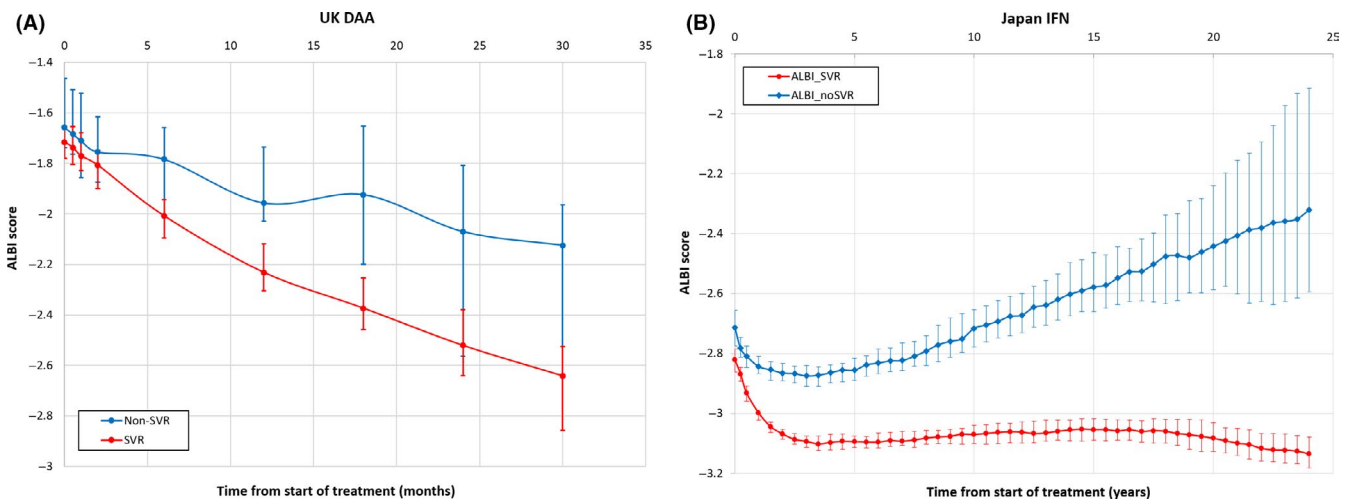 (A)
UK DAA
0 5 10 15 20 25 30 35
−1.4
−1.6
−1.8
−2
−2.2
−2.4
−2.6
−2.8
−3
ALBI score
Non-SVR
SVR
Time from start of treatment (months)
(B)
Japan IFN
0 5 10 15 20 25
−1.8
−2
−2.2
−2.4
−2.6
−2.8
−3
−3.2
ALBI score
ALBI_SVR
ALBI_noSVR
Time from start of treatment (years)